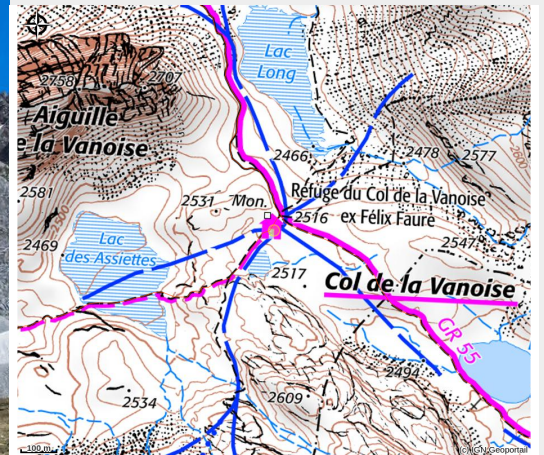 Lac
Long
2758
2707
Aiguille
e la Vanoise
2466
2478
2577
2600
2581
2531
Mon.
Refuge du Col de la Vanoise
2516
ex Félix Faure
2469
Lac
des Assiettes
2547
2517
Col de la Vanoise
GR 55
2494
2534
2609
100 m
(c) IGN Geoportail